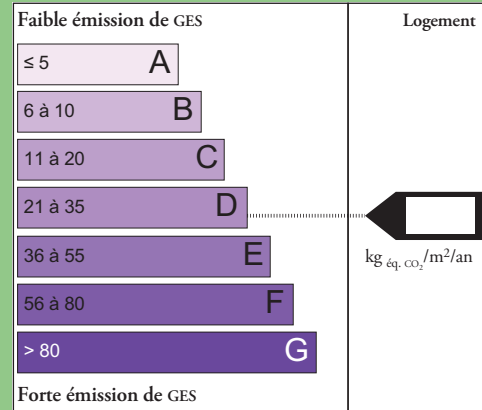 Faible émission de GES
Logement
≤ 5 A
6 à 10 B
11 à 20 C
21 à 35 D
36 à 55 E
kg éq. CO₂/m²/an
56 à 80 F
> 80 G
Forte émission de GES